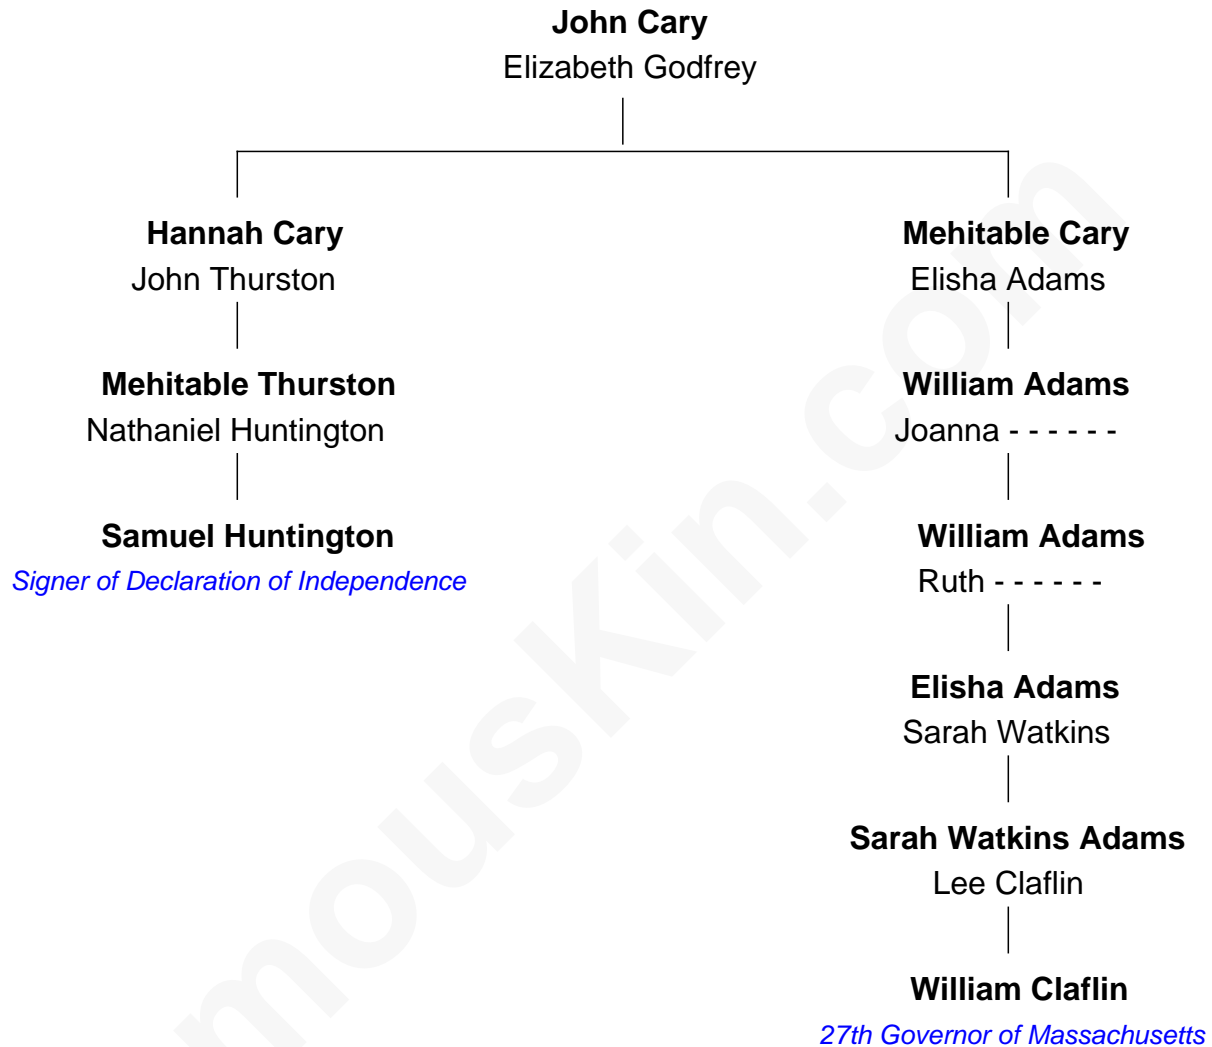 John Cary
Elizabeth Godfrey
Hannah Cary
John Thurston
Mehitable Thurston
Nathaniel Huntington
Samuel Huntington
Signer of Declaration of Independence
Mehitable Cary
Elisha Adams
William Adams
Joanna - - - - - -
William Adams
Ruth - - - - - -
Elisha Adams
Sarah Watkins
Sarah Watkins Adams
Lee Claflin
William Claflin
27th Governor of Massachusetts
mousKin.com